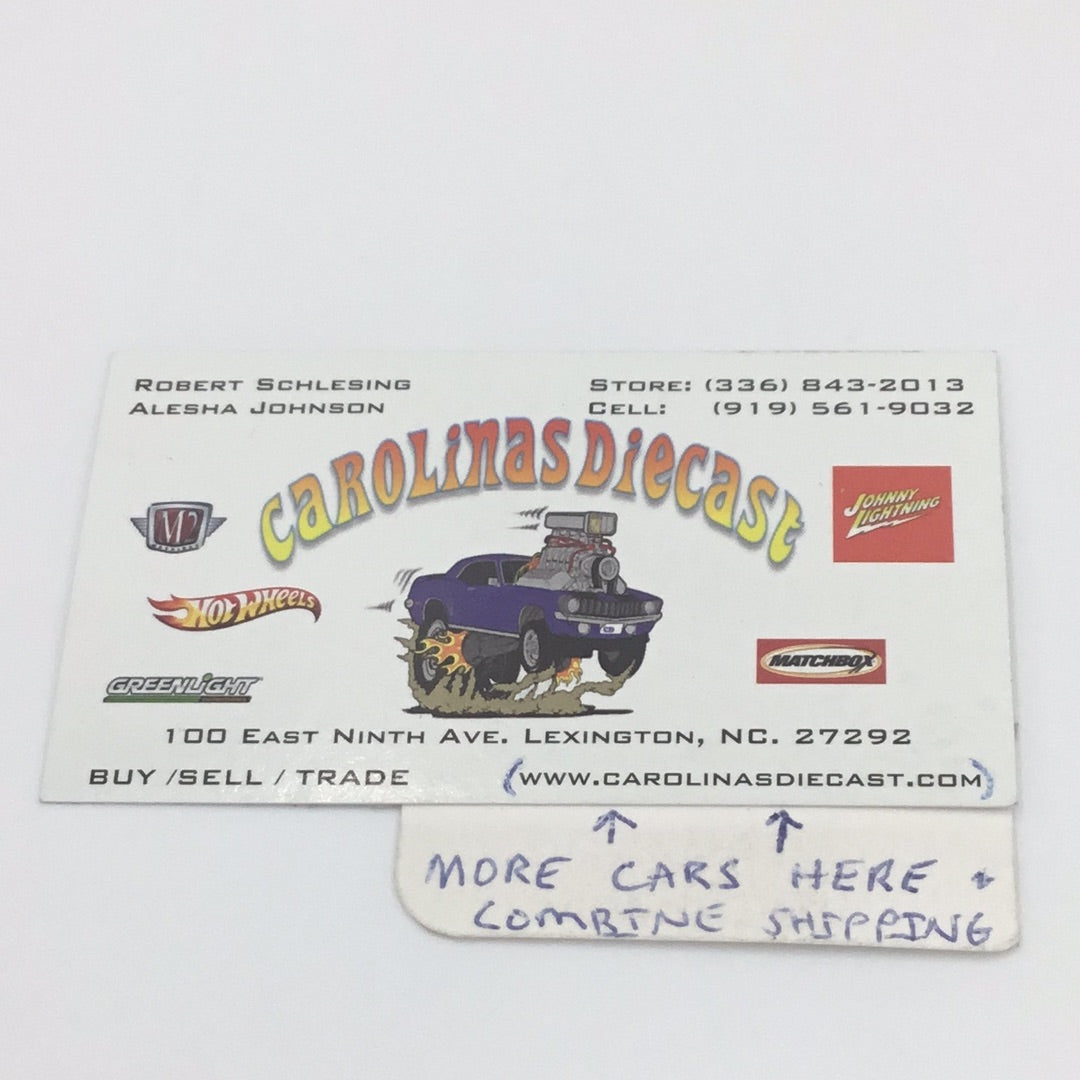 ROBERT SCHLESING
ALESHA JOHNSON
STORE: (336) 843-2013
CELL: (919) 561-9032
CAROLiNAS DiECAST
M2
HOT WHEELS
GREENLiGHT
JOHNNY
LIGHTNING
MATCHBOX
100 EAST NINTH AVE. LEXINGTON, NC. 27292
BUY /SELL / TRADE
(WWW.CAROLINASDIECAST.COM)
↑ ↑
MORE CARS HERE +
COMBINE SHIPPING